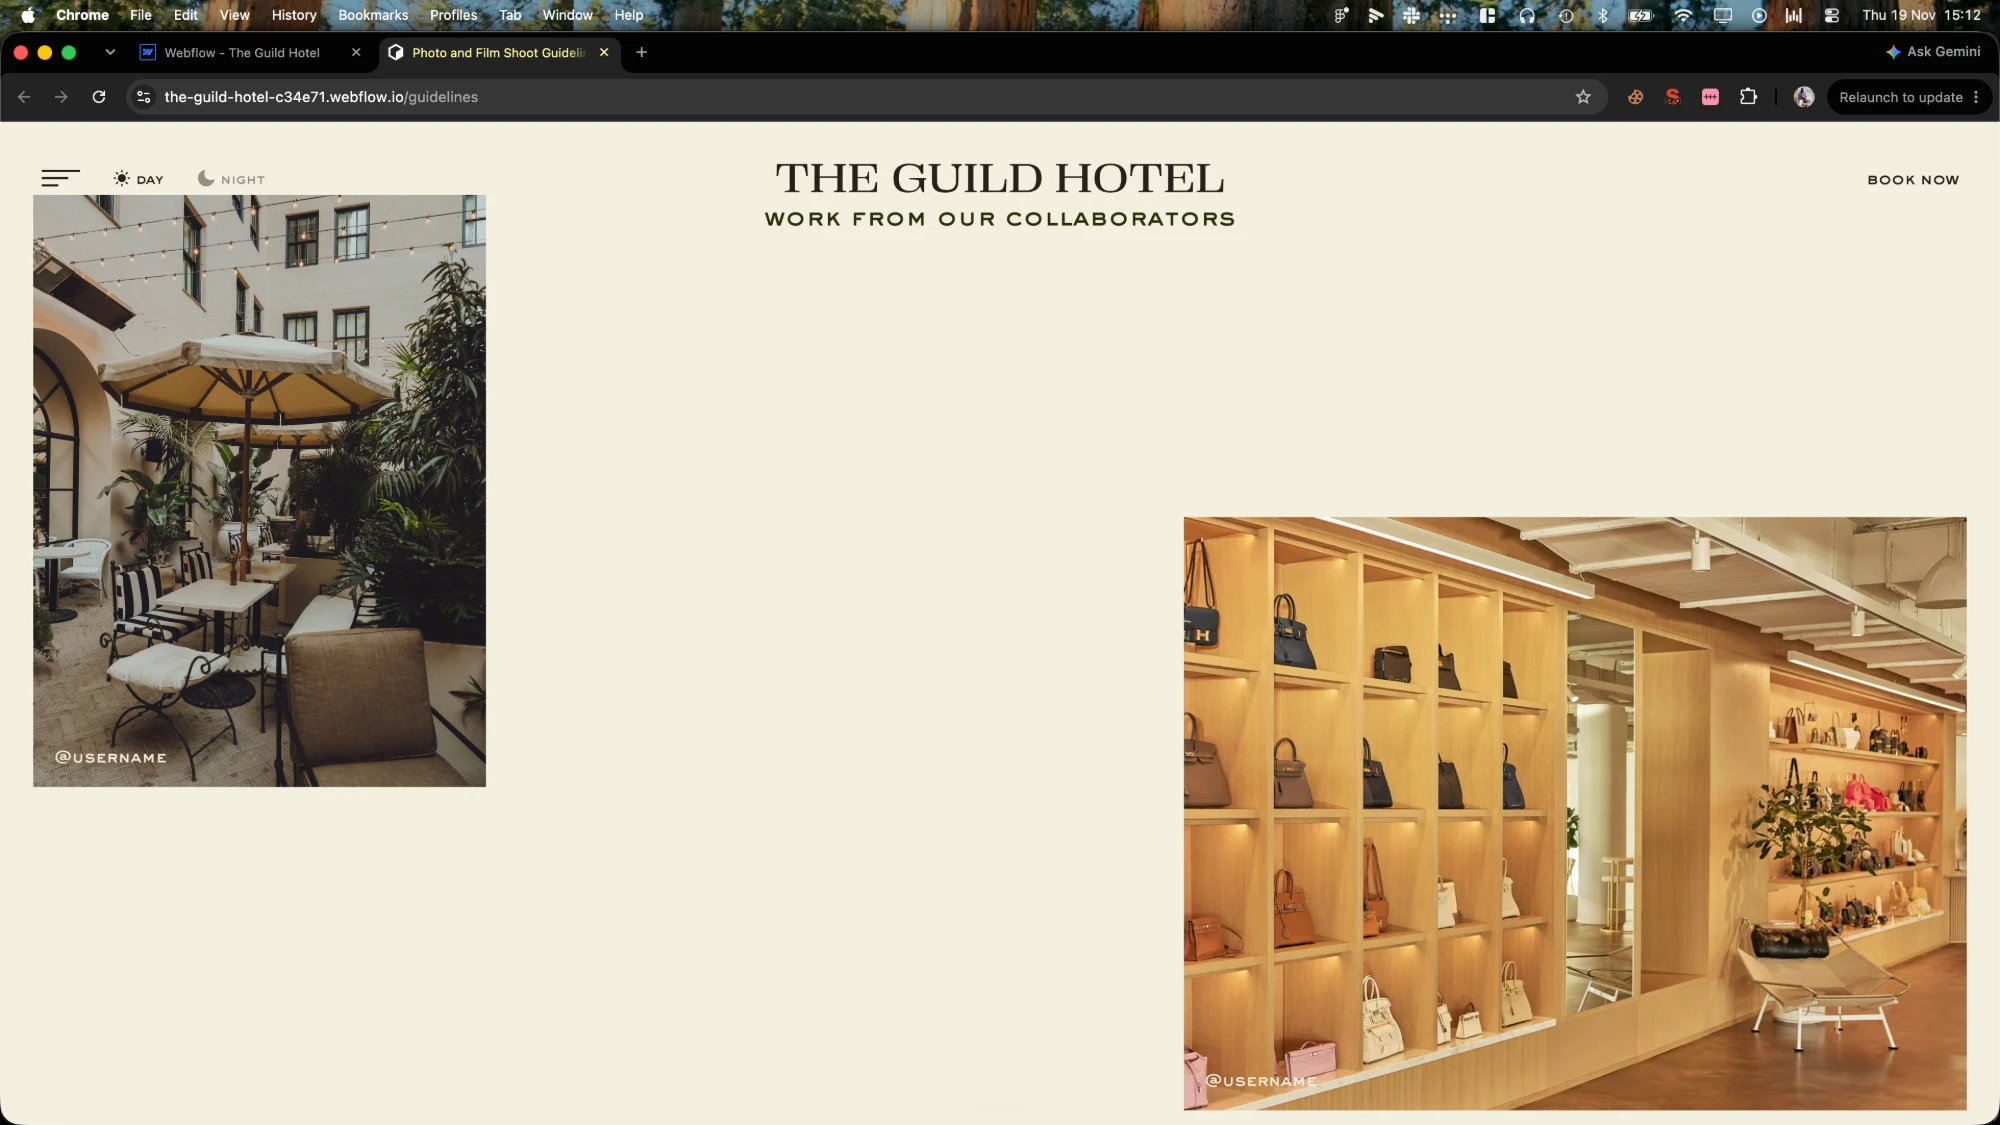 Chrome File Edit View History Bookmarks Profiles Tab Window Help Thu 19 Nov 15:12
Webflow - The Guild Hotel Photo and Film Shoot Guideli Ask Gemini
the-guild-hotel-c34e71.webflow.io/guidelines Relaunch to update
DAY NIGHT THE GUILD HOTEL BOOK NOW
WORK FROM OUR COLLABORATORS
@USERNAME
@USERNAME